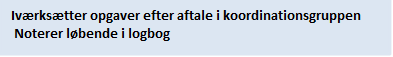 Iværksætter opgaver efter aftale i koordinationsgruppen
Noterer løbende i logbog